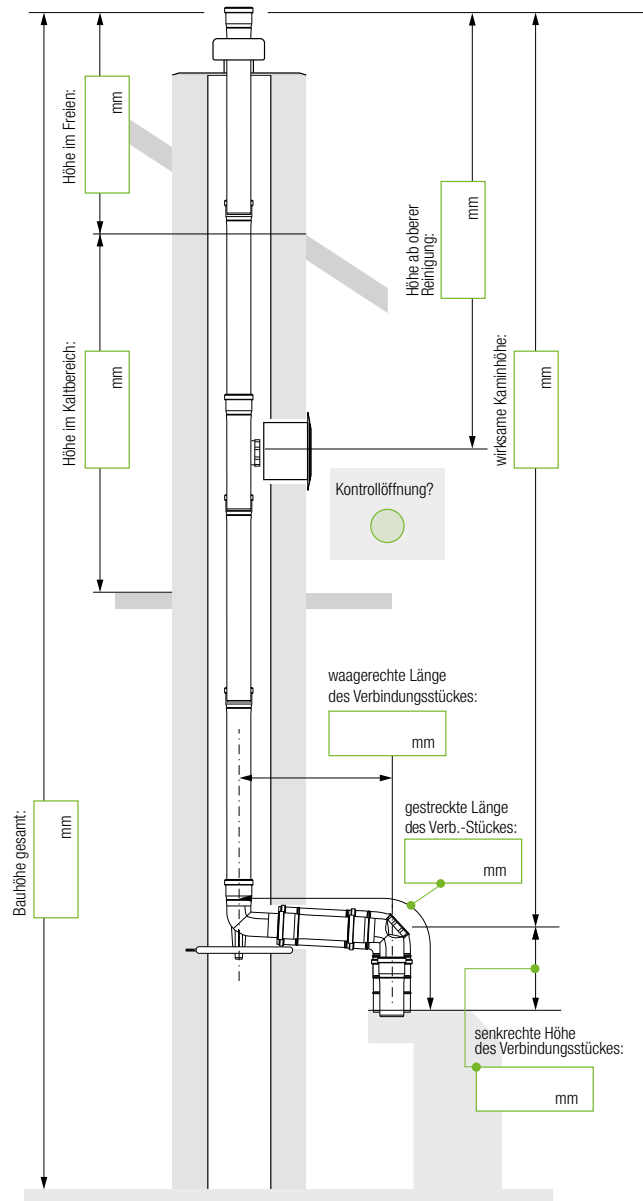 Höhe im Freien:
mm
Höhe ab oberer
Reinigung:
mm
Höhe im Kaltbereich:
mm
wirksame Kaminhöhe:
mm
Kontrollöffnung?
waagerechte Länge
des Verbindungsstückes:
mm
Bauhöhe gesamt:
mm
gestreckte Länge
des Verb.-Stückes:
mm
senkrechte Höhe
des Verbindungsstückes:
mm